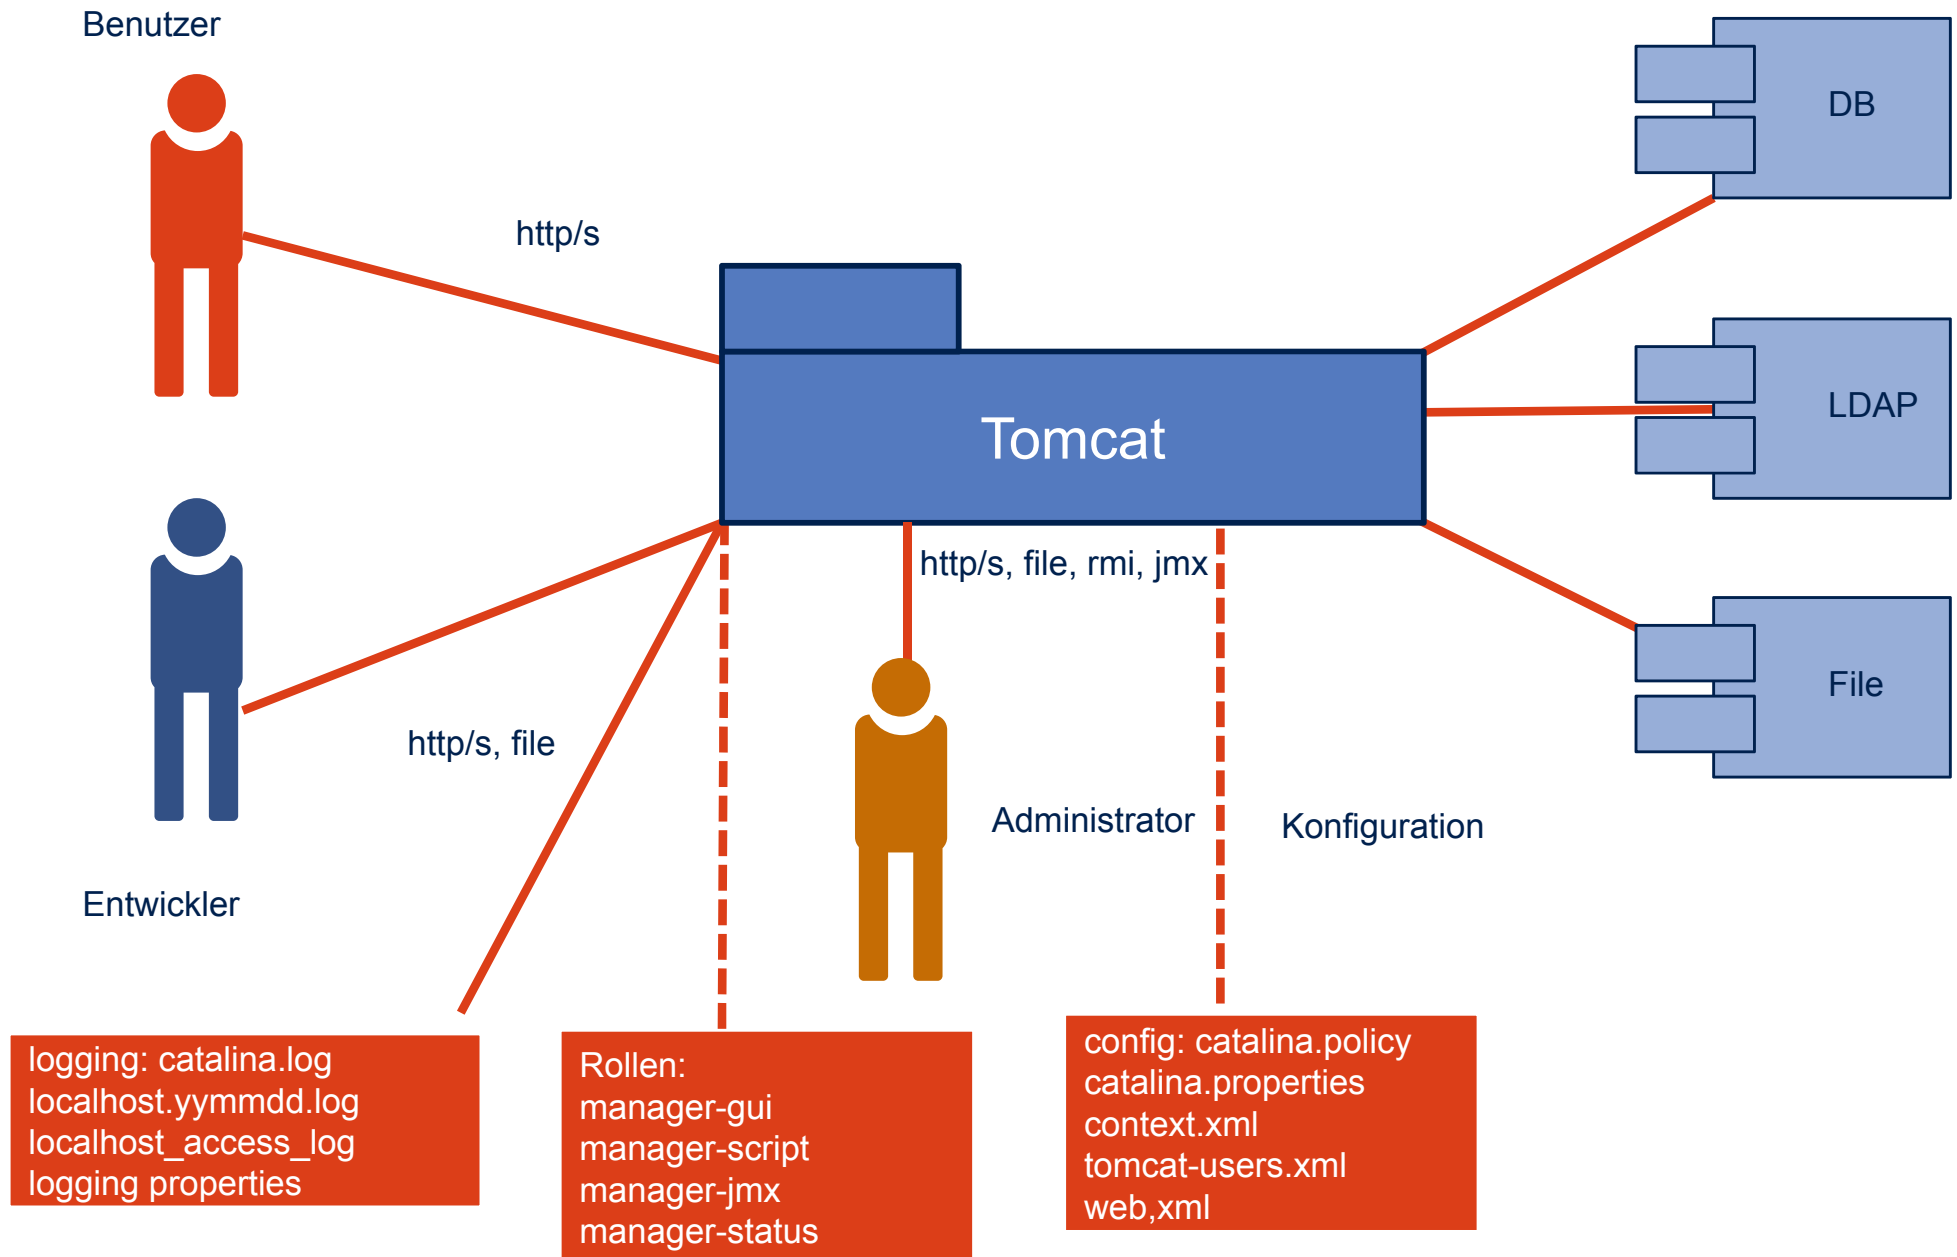 Benutzer
DB
http/s
LDAP
Tomcat
http/s, file, rmi, jmx
File
http/s, file
Administrator
Konfiguration
Entwickler
logging: catalina.log
localhost.yymmdd.log
localhost_access_log
logging properties
Rollen:
manager-gui
manager-script
manager-jmx
manager-status
config: catalina.policy
catalina.properties
context.xml
tomcat-users.xml
web,xml